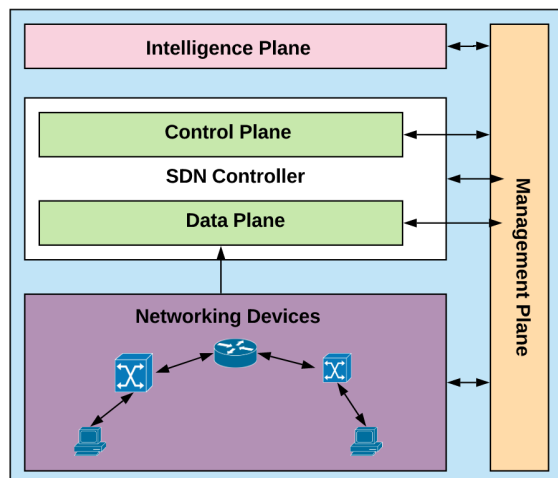 Intelligence Plane
Control Plane
SDN Controller
Data Plane
Networking Devices
Management Plane